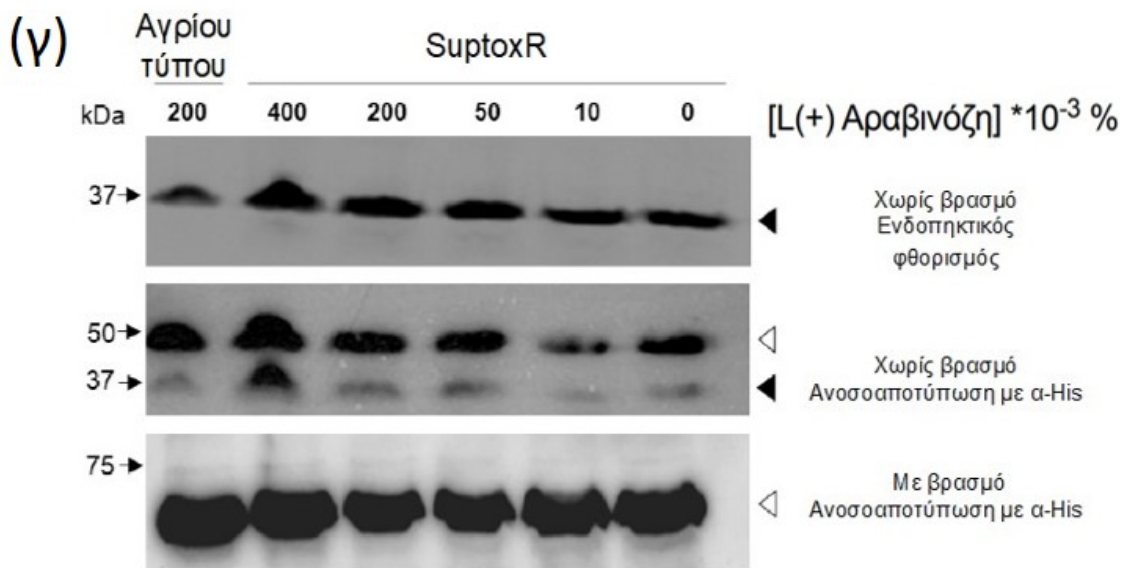 (γ)
Αγρίου
τύπου
SuptoxR
kDa 200 400 200 50 10 0 [L(+) Αραβινόζη] *10-3 %
37
Χωρίς βρασμό
Ενδοπηκτικός
φθορισμός
50
37
Χωρίς βρασμό
Ανοσοαποτύπωση με α-His
75
Με βρασμό
Ανοσοαποτύπωση με α-His